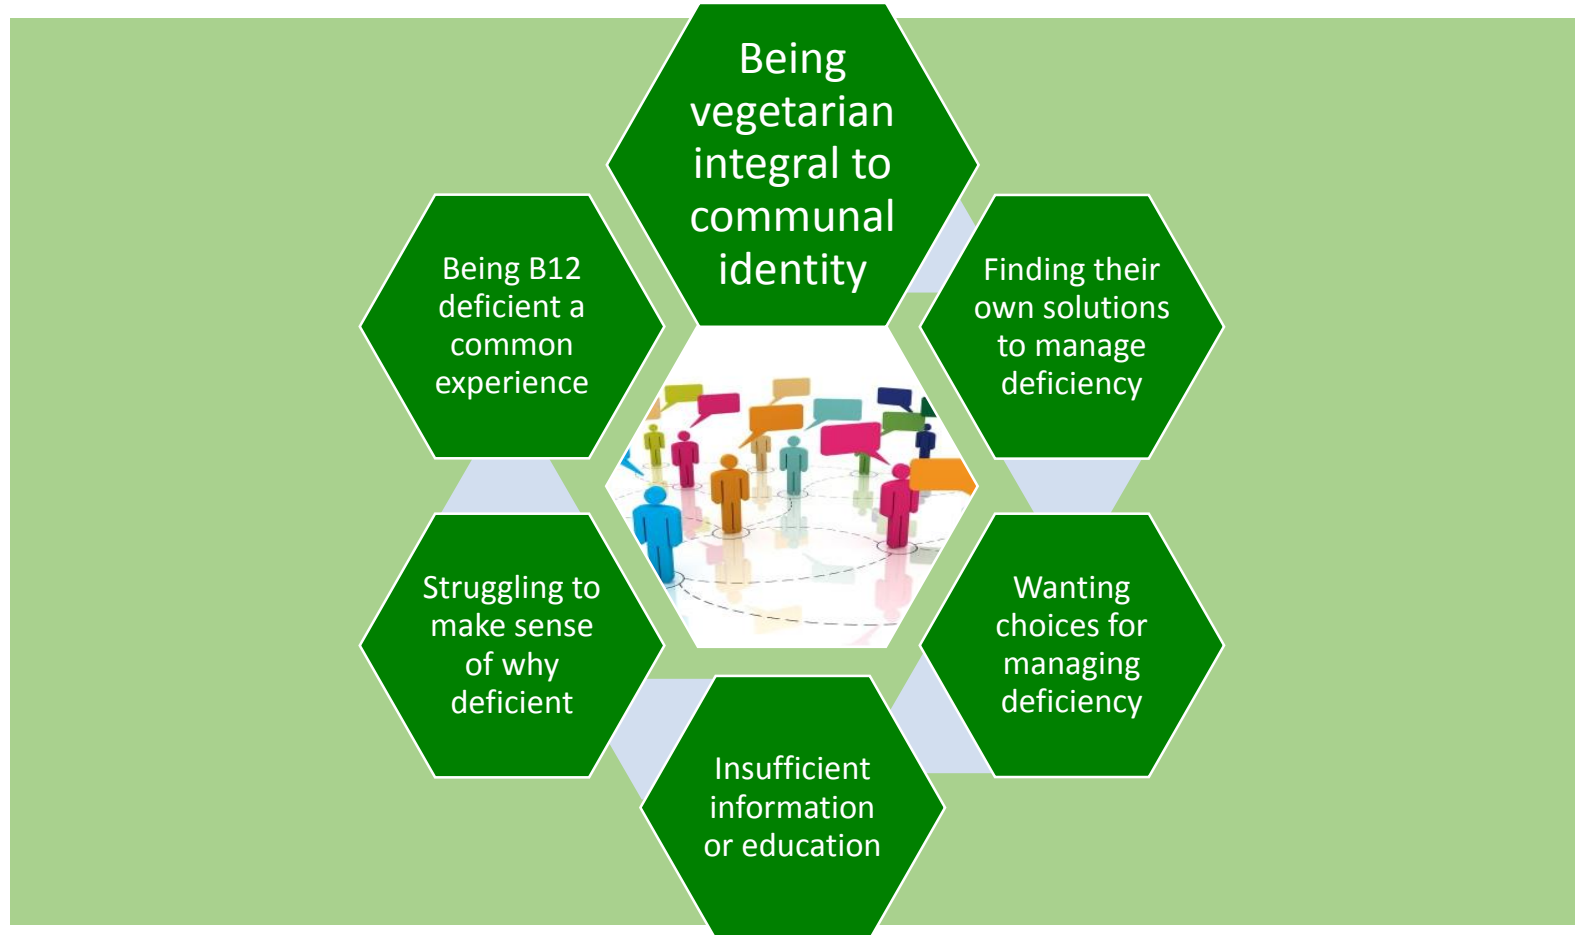 Being
vegetarian
integral to
communal
identity
Finding their
own solutions
to manage
deficiency
Wanting
choices for
managing
deficiency
Insufficient
information
or education
Struggling to
make sense
of why
deficient
Being B12
deficient a
common
experience